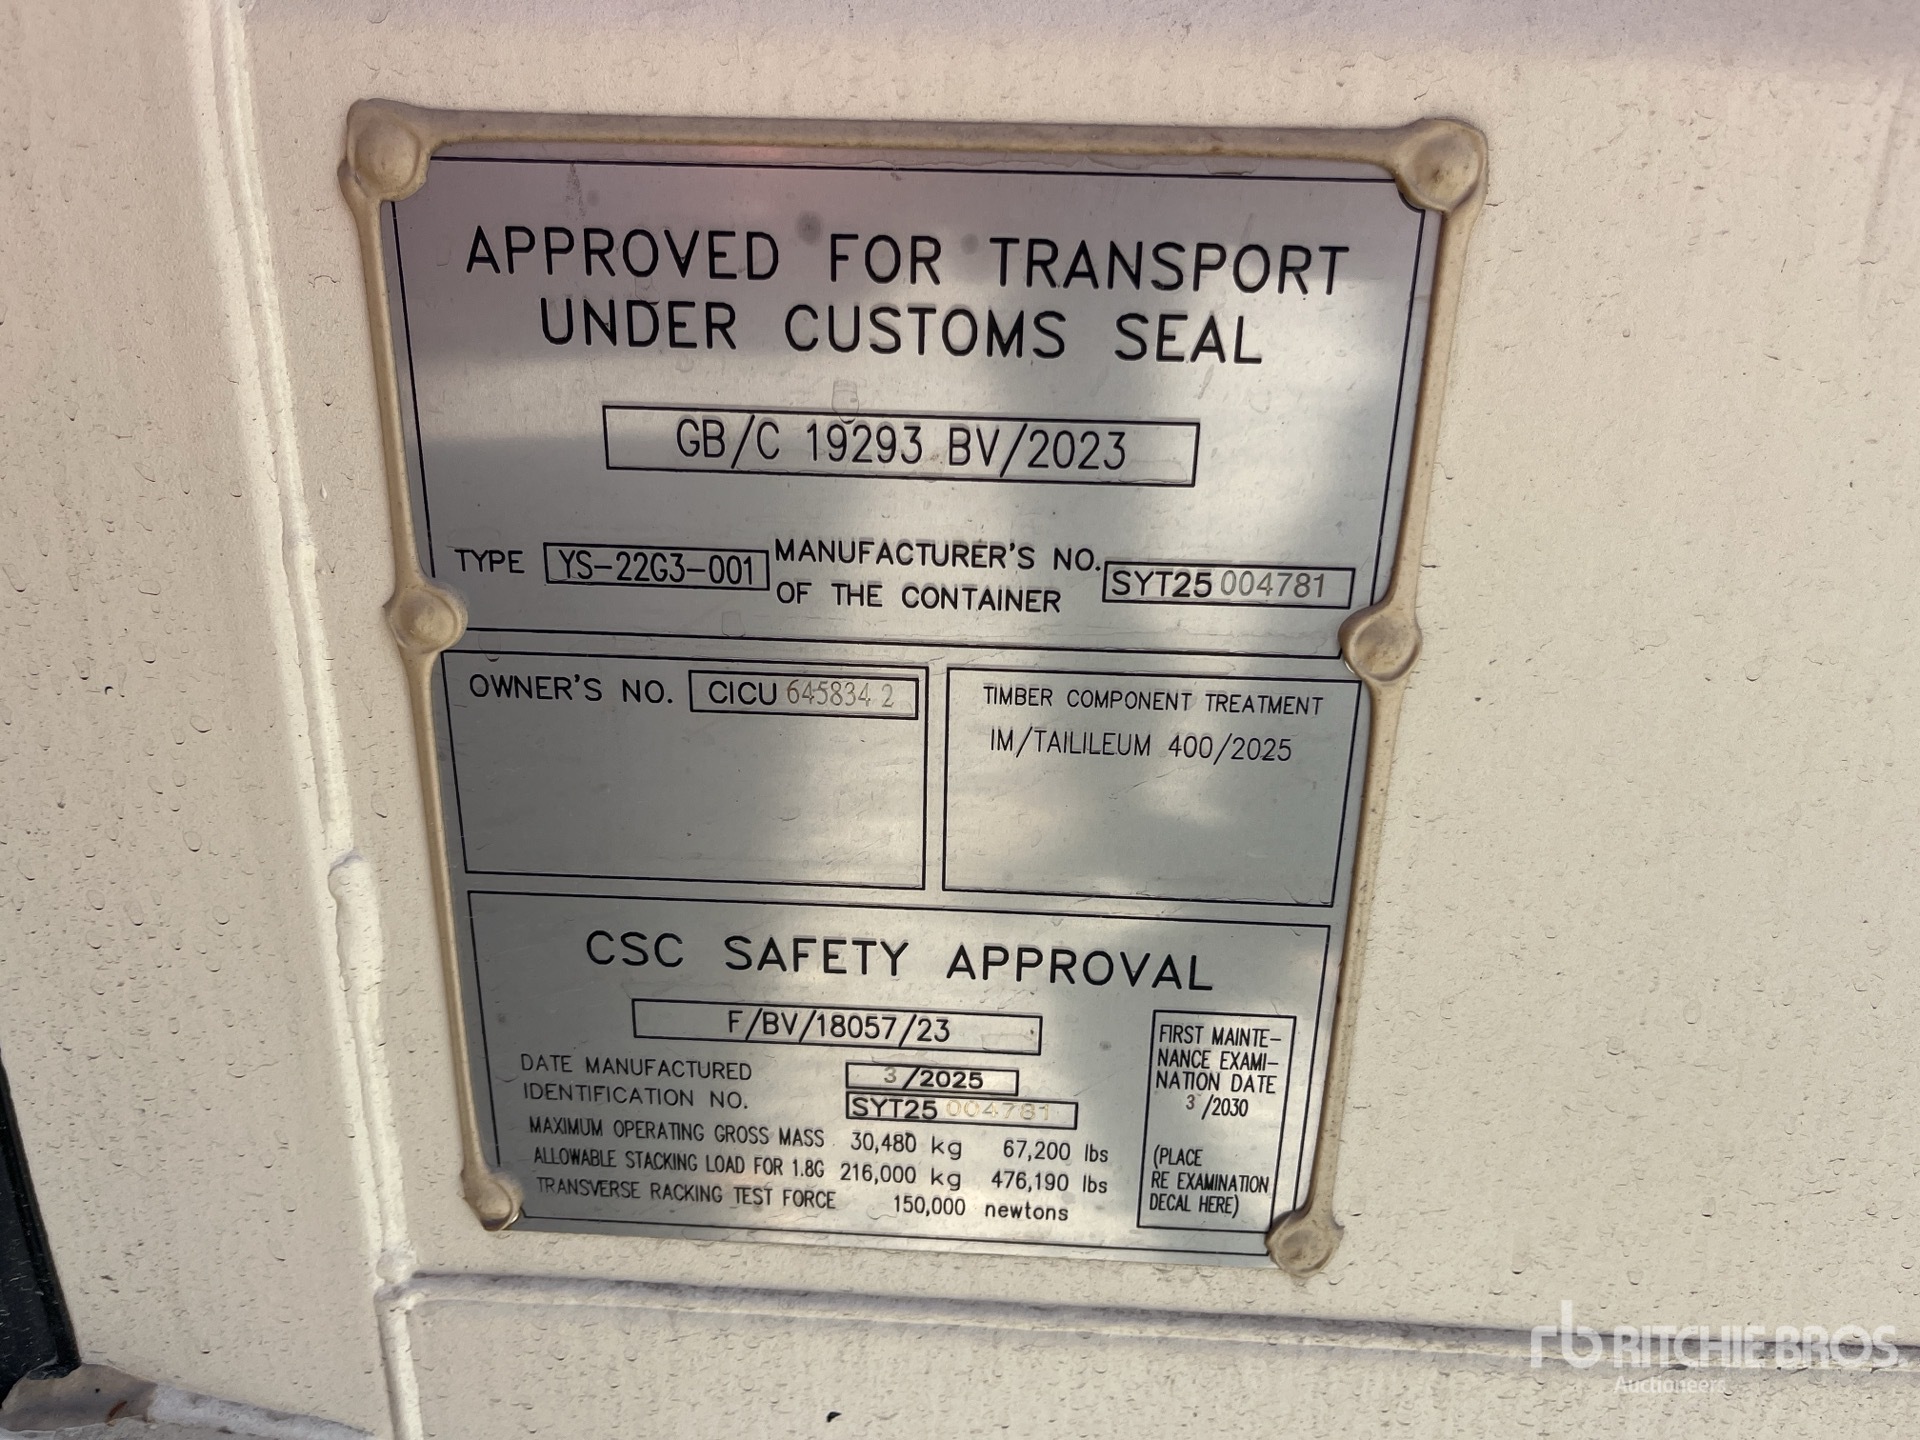 APPROVED FOR TRANSPORT
UNDER CUSTOMS SEAL
GB/C 19293 BV/2023
TYPE YS-22G3-001 MANUFACTURER'S NO. OF THE CONTAINER SYT25 004781
OWNER'S NO. CICU 645834 2
TIMBER COMPONENT TREATMENT
IM/TAILILEUM 400/2025
CSC SAFETY APPROVAL
F/BV/18057/23
DATE MANUFACTURED 3/2025
IDENTIFICATION NO. SYT25 004781
MAXIMUM OPERATING GROSS MASS 30,480 kg 67,200 lbs
ALLOWABLE STACKING LOAD FOR 1.8G 216,000 kg 476,190 lbs
TRANSVERSE RACKING TEST FORCE 150,000 newtons
FIRST MAINTE-
NANCE EXAMI-
NATION DATE
3 /2030
(PLACE
RE EXAMINATION
DECAL HERE)
rb RITCHIE BROS.
Auctioneers